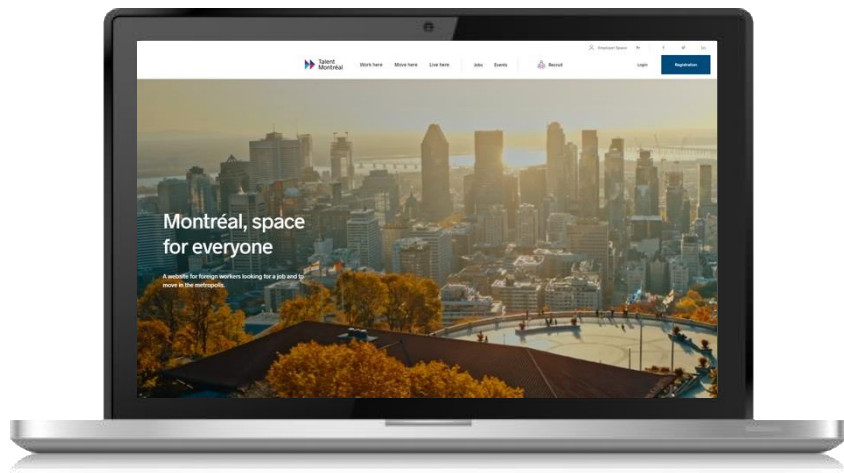 Employer Space Fr
Talent
Montréal
Work here Move here Live here Jobs Events Recruit Login Registration
Montréal, space
for everyone
A website for foreign workers looking for a job and to
move in the metropolis.